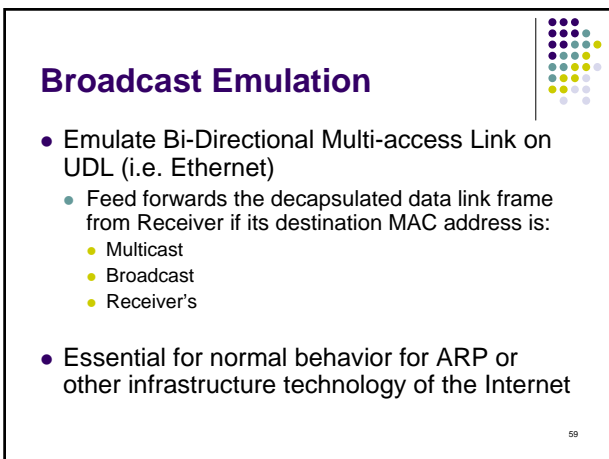 Broadcast Emulation
● Emulate Bi-Directional Multi-access Link on
UDL (i.e. Ethernet)
● Feed forwards the decapsulated data link frame
from Receiver if its destination MAC address is:
● Multicast
● Broadcast
● Receiver's
● Essential for normal behavior for ARP or
other infrastructure technology of the Internet
59